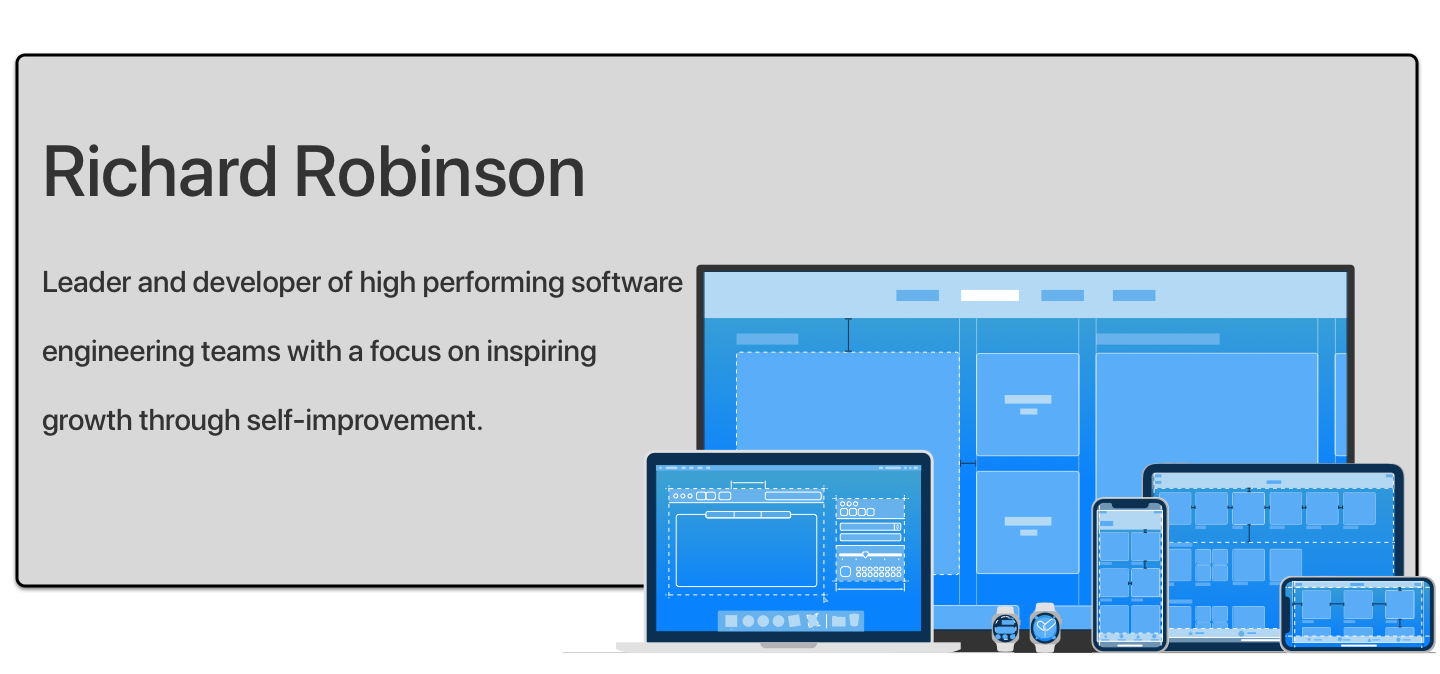 Richard Robinson
Leader and developer of high performing software
engineering teams with a focus on inspiring
growth through self-improvement.